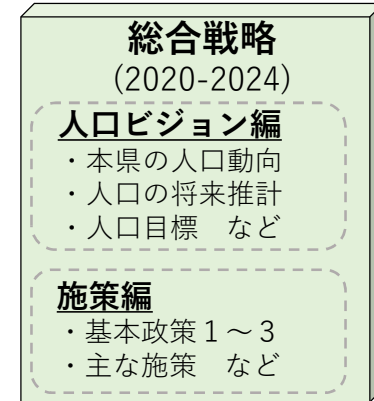 総合戦略
(2020-2024)
人口ビジョン編
・本県の人口動向
・人口の将来推計
・人口目標　など
施策編
・基本政策１～３
・主な施策　など